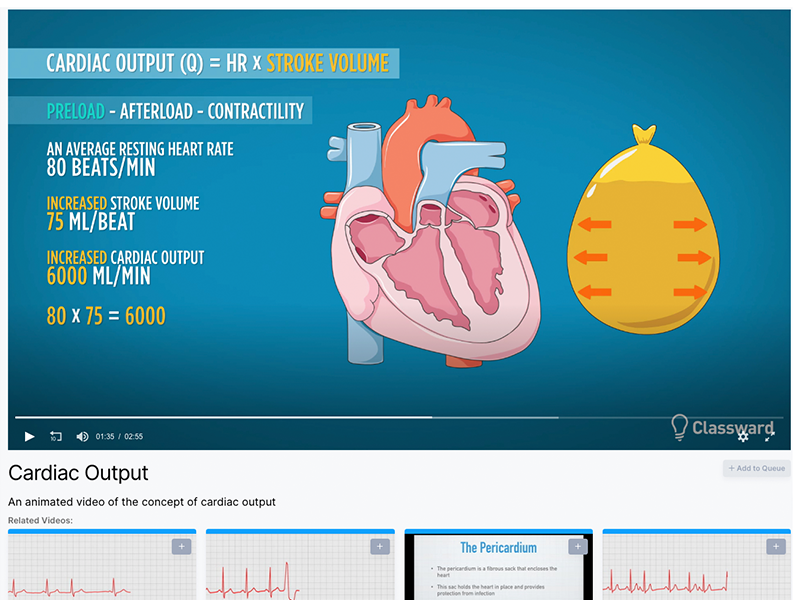 CARDIAC OUTPUT (Q) = HR x STROKE VOLUME
PRELOAD - AFTERLOAD - CONTRACTILITY
AN AVERAGE RESTING HEART RATE
80 BEATS/MIN
INCREASED STROKE VOLUME
75 ML/BEAT
INCREASED CARDIAC OUTPUT
6000 ML/MIN
80 x 75 = 6000
10
01:35 / 02:55
Classward
Cardiac Output
+ Add to Queue
An animated video of the concept of cardiac output
Related Videos:
+
+
The Pericardium
+
• The pericardium is a fibrous sack that encloses the
heart
• This sac holds the heart in place and provides
protection from infection
+